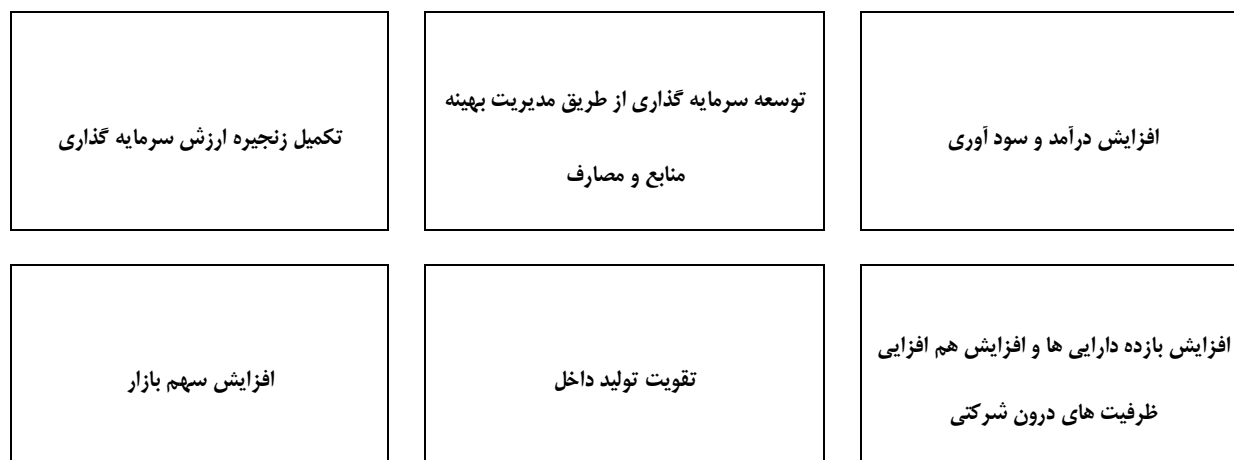 افزایش درآمد و سود آوری
توسعه سرمایه گذاری از طریق مدیریت بهینه
منابع و مصارف
تکمیل زنجیره ارزش سرمایه گذاری
افزایش بازده دارایی ها و افزایش هم افزایی
ظرفیت های درون شرکتی
تقویت تولید داخل
افزایش سهم بازار